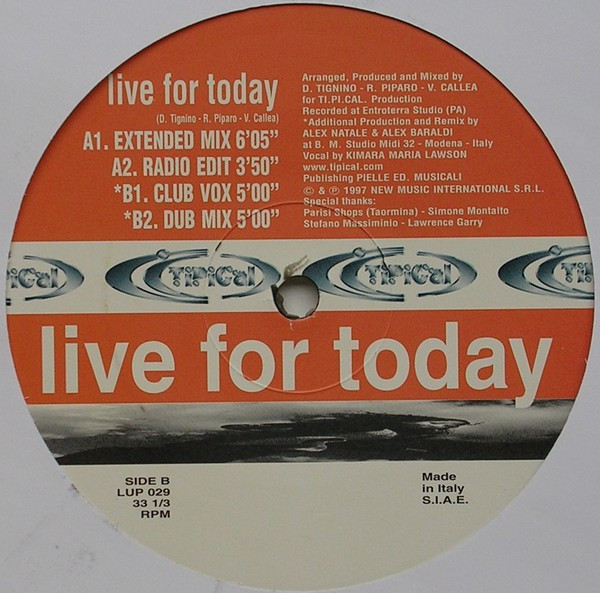 live for today
(D. Tignino - R. Piparo - V. Callea)
A1. EXTENDED MIX 6'05"
A2. RADIO EDIT 3'50"
*B1. CLUB VOX 5'00"
*B2. DUB MIX 5'00"
Arranged, Produced and Mixed by
D. TIGNINO - R. PIPARO - V. CALLEA
for TI.PI.CAL. Production
Recorded at Entroterra Studio (PA)
*Additional Production and Remix by
ALEX NATALE & ALEX BARALDI
at B. M. Studio Midi 32 - Modena - Italy
Vocal by KIMARA MARIA LAWSON
www.tipical.com
Publishing PIELLE ED. MUSICALI
© & ℗ 1997 NEW MUSIC INTERNATIONAL S.R.L.
Special thanks:
Parisi Shops (Taormina) - Simone Montalto
Stefano Massiminio - Lawrence Garry
TiPiCal TiPiCal TiPiCal TiPiCal
live for today
SIDE B
LUP 029
33 1/3
RPM
Made
in Italy
S.I.A.E.